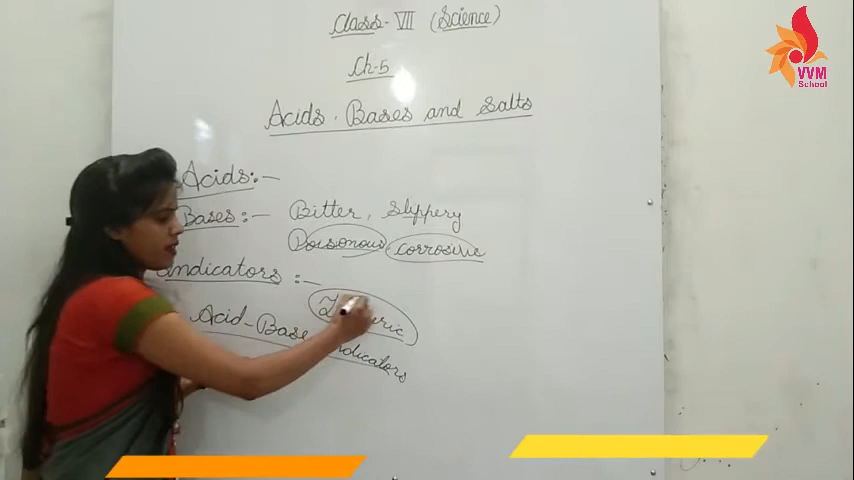 Class - VII (Science)
Ch-5
Acids, Bases and Salts
Acids:-
Bases:- Bitter, Slippery
Poisonous, corrosive
Indicators :-
Acid-Base Indicators
VVM
School